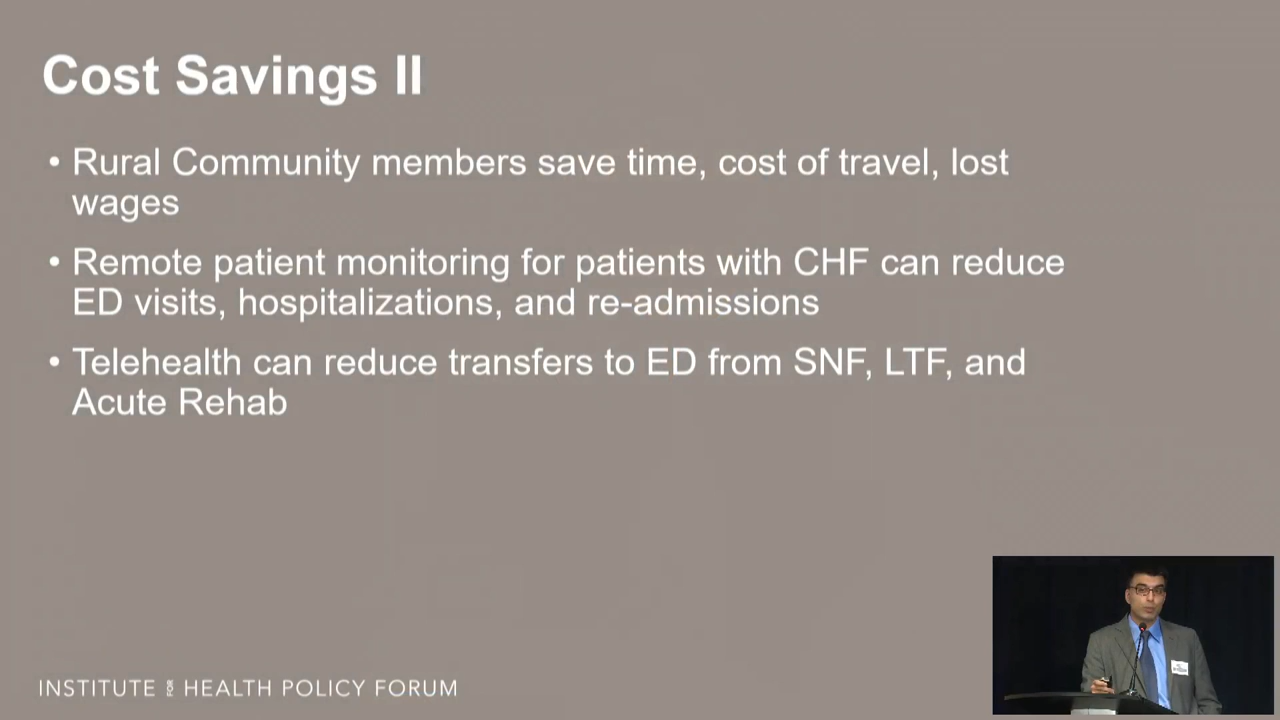 Cost Savings II
• Rural Community members save time, cost of travel, lost
wages
• Remote patient monitoring for patients with CHF can reduce
ED visits, hospitalizations, and re-admissions
• Telehealth can reduce transfers to ED from SNF, LTF, and
Acute Rehab
INSTITUTE FOR HEALTH POLICY FORUM